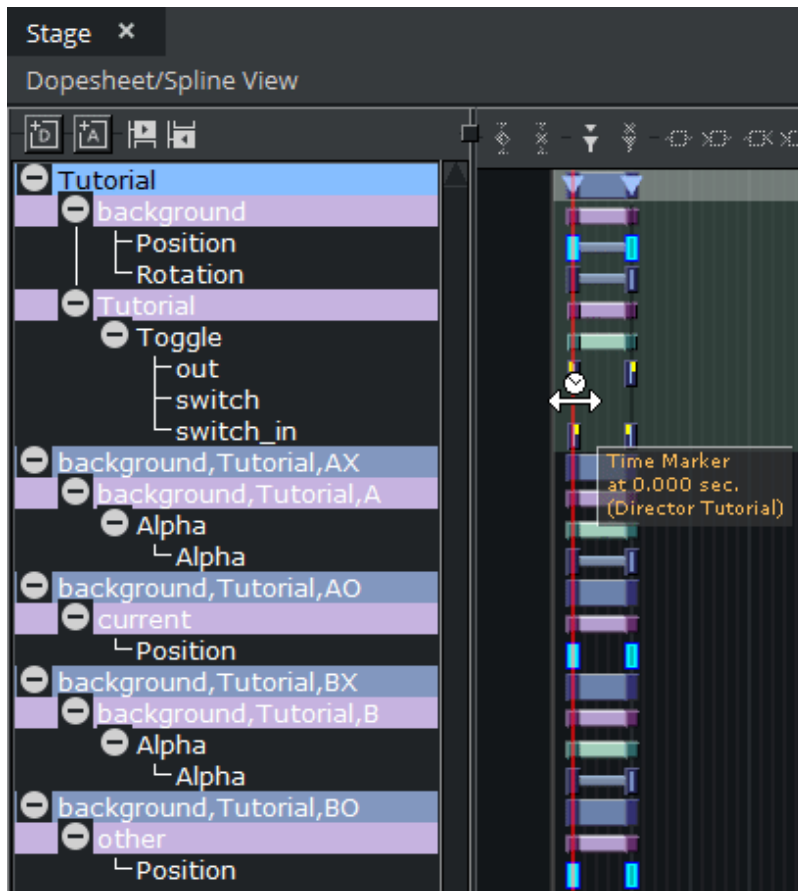 Stage ×
Dopesheet/Spline View
D A
Tutorial
background
Position
Rotation
Tutorial
Toggle
out
switch
switch_in
background,Tutorial,AX
background,Tutorial,A
Alpha
Alpha
background,Tutorial,AO
current
Position
background,Tutorial,BX
background,Tutorial,B
Alpha
Alpha
background,Tutorial,BO
other
Position
Time Marker
at 0.000 sec.
(Director Tutorial)